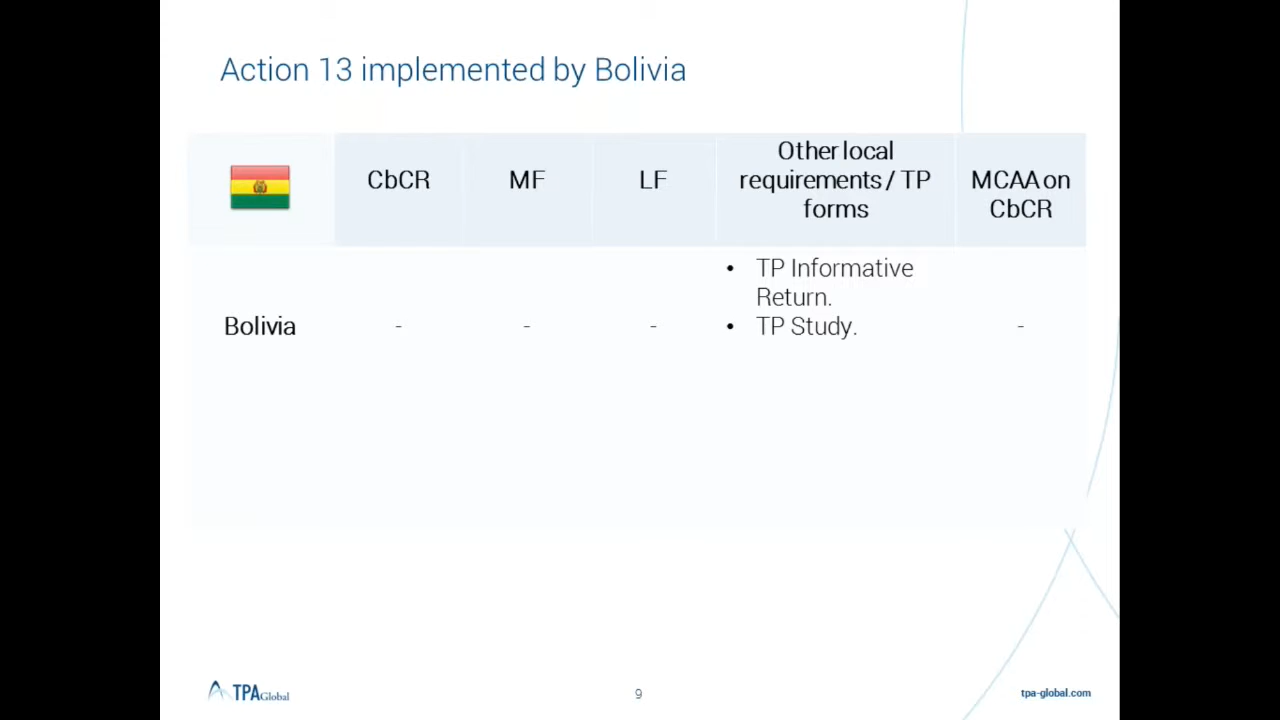 Action 13 implemented by Bolivia
CbCR
MF
LF
Other local
requirements / TP
forms
MCAA on
CbCR
Bolivia
-
-
-
• TP Informative
Return.
• TP Study.
-
TPA Global
9
tpa-global.com